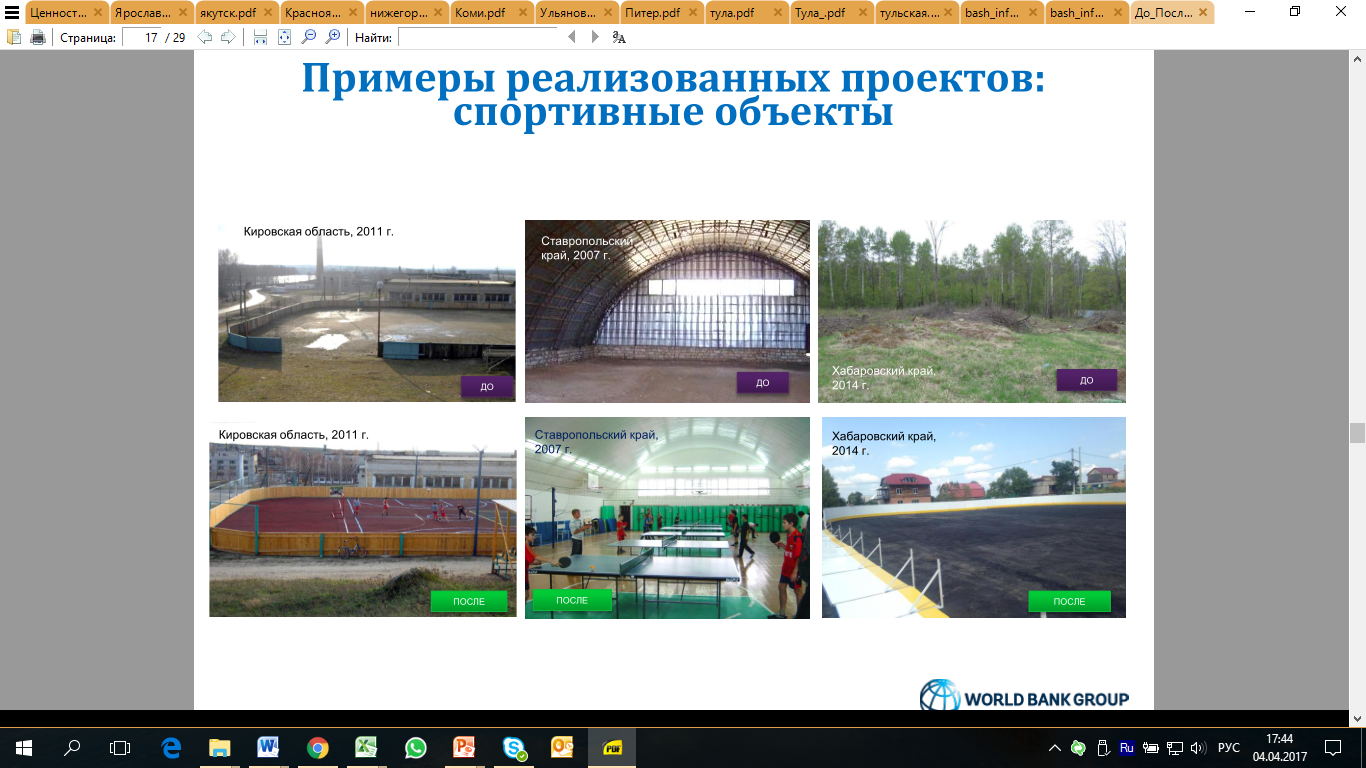 Ценност...
Ярослав...
якутск.pdf
Красноя...
нижегор...
Коми.pdf
Ульянов...
Питер.pdf
тула.pdf
Тула_.pdf
тульская....
bash_inf...
bash_inf...
До_Посл...
Страница:
17 / 29
Найти:
Примеры реализованных проектов:
спортивные объекты
Кировская область, 2011 г.
ДО
Ставропольский
край, 2007 г.
ДО
Хабаровский край,
2014 г.
ДО
Кировская область, 2011 г.
ПОСЛЕ
Ставропольский край,
2007 г.
ПОСЛЕ
Хабаровский край,
2014 г.
ПОСЛЕ
WORLD BANK GROUP
Ru
РУС
17:44
04.04.2017